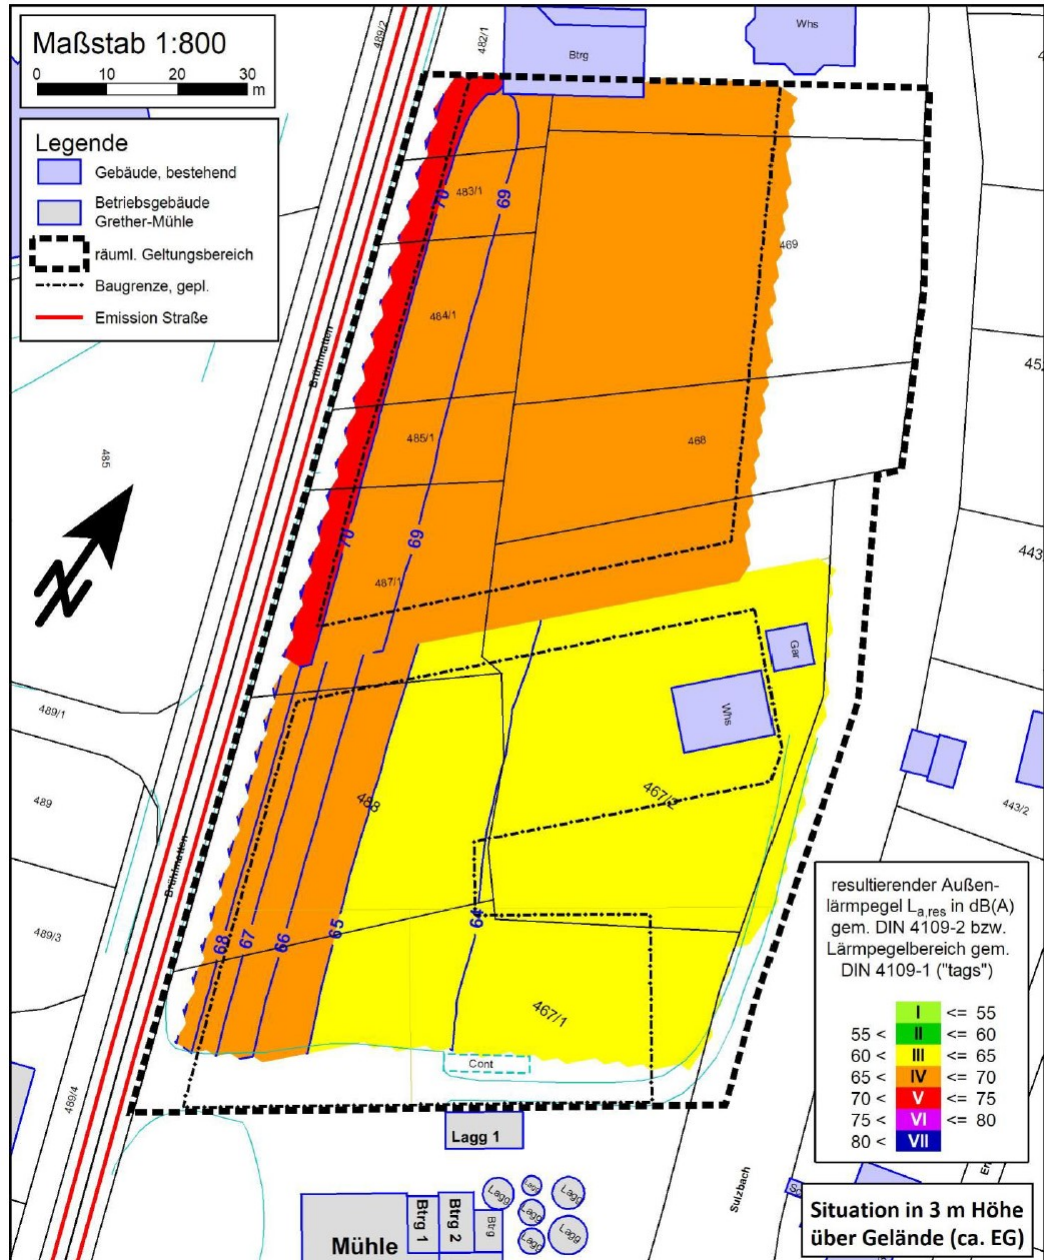 Maßstab 1:800
0 10 20 30
m
Legende
Gebäude, bestehend
Betriebsgebäude
Grether-Mühle
räuml. Geltungsbereich
Baugrenze, gepl.
Emission Straße
489/2
482/1
Btrg
Whs
483/1
70
69
469
484/1
Brühlmatten
485/1
468
485
70
69
443
487/1
Gar
Whs
489/1
488
467/2
489
443/2
Brühlmatten
489/3
68
67
66
65
64
467/1
Cont
489/4
Lagg 1
Sulzbach
Mühle
Btrg 1
Btrg 2
Btrg
Lagg
Lagg
Lagg
Lagg
Lagg
Lagg
resultierender Außen-
lärmpegel La,res in dB(A)
gem. DIN 4109-2 bzw.
Lärmpegelbereich gem.
DIN 4109-1 ("tags")
I <= 55
55 < II <= 60
60 < III <= 65
65 < IV <= 70
70 < V <= 75
75 < VI <= 80
80 < VII
Situation in 3 m Höhe
über Gelände (ca. EG)